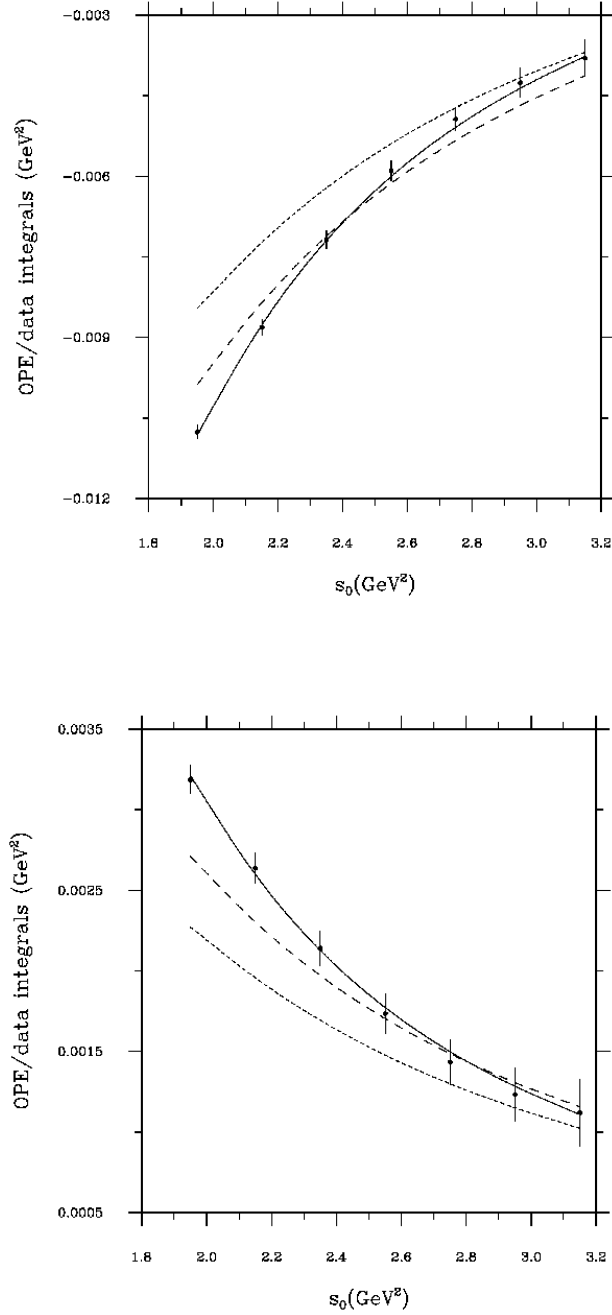 -0.003
-0.006
-0.009
-0.012
OPE/data integrals (GeV²)
1.8 2.0 2.2 2.4 2.6 2.8 3.0 3.2
s₀(GeV²)
0.0035
0.0025
0.0015
0.0005
OPE/data integrals (GeV²)
1.8 2.0 2.2 2.4 2.6 2.8 3.0 3.2
s₀(GeV²)